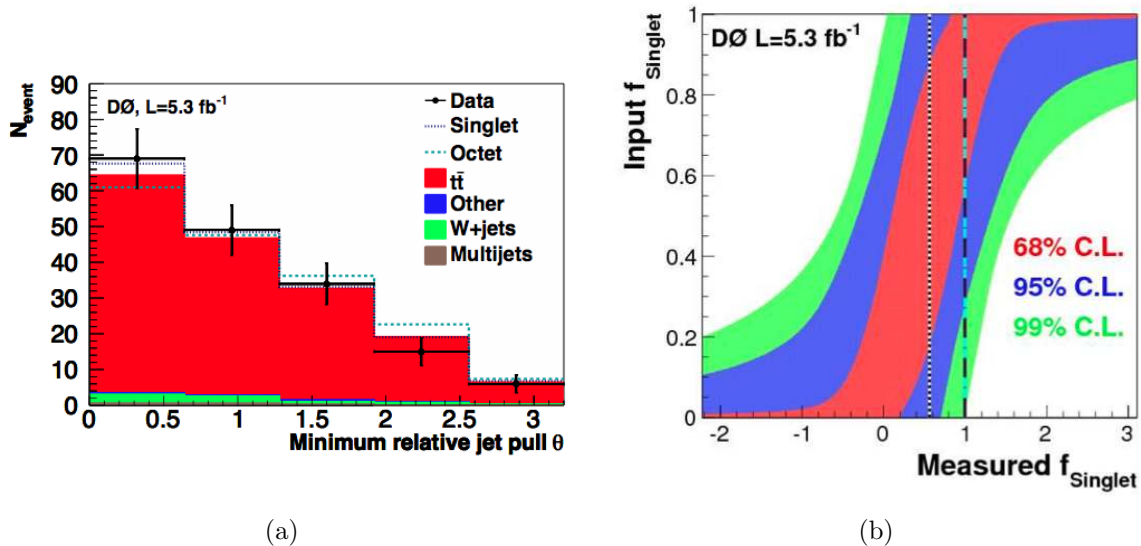 DØ, L=5.3 fb⁻¹
Data
Singlet
Octet
tt̄
Other
W+jets
Multijets
N_event
90
80
70
60
50
40
30
20
10
0
0 0.5 1 1.5 2 2.5 3
Minimum relative jet pull θ
(a)
DØ L=5.3 fb⁻¹
Input f_Singlet
1
0.8
0.6
0.4
0.2
0
68% C.L.
95% C.L.
99% C.L.
-2 -1 0 1 2 3
Measured f_Singlet
(b)